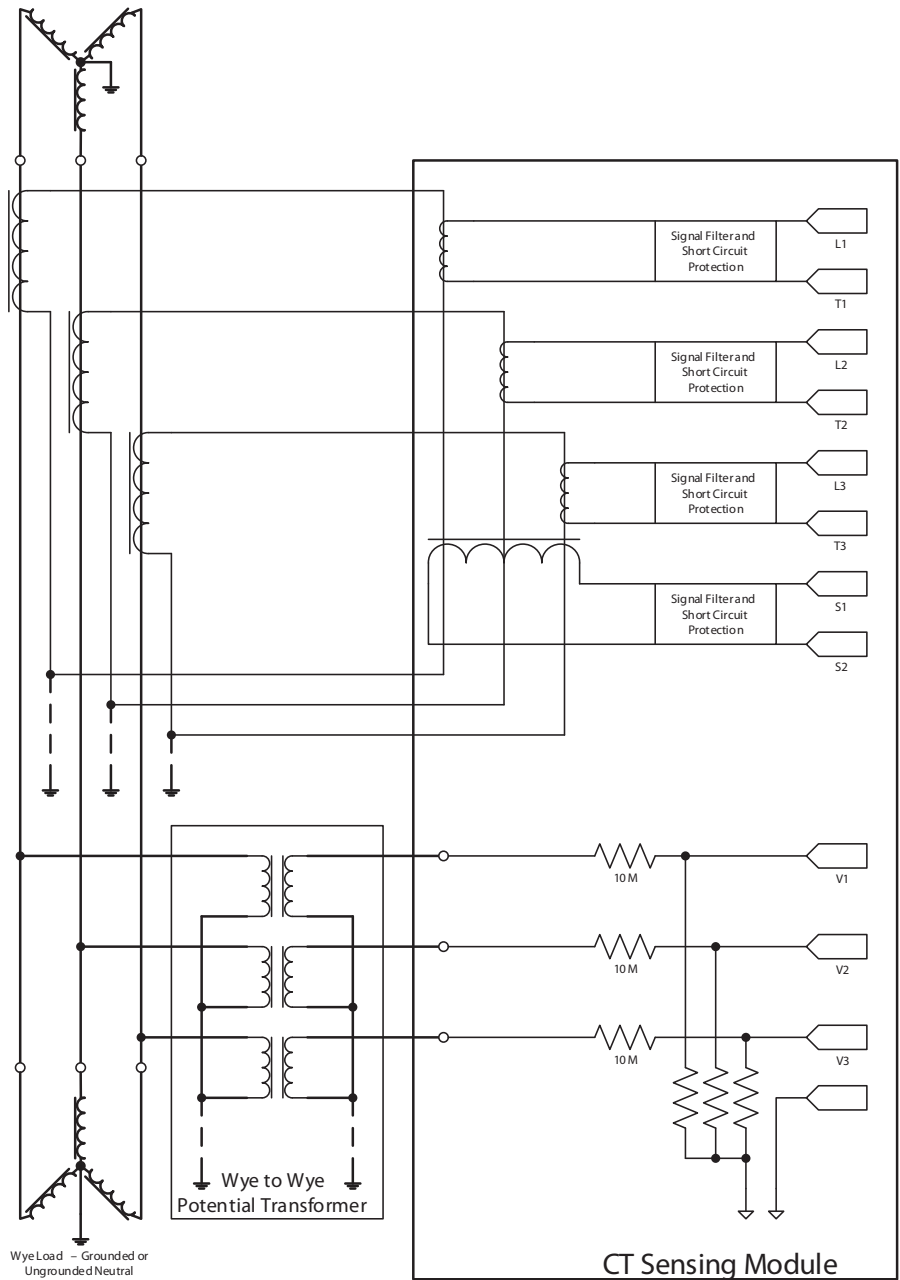 Signal Filter and
Short Circuit
Protection
L1
T1
Signal Filter and
Short Circuit
Protection
L2
T2
Signal Filter and
Short Circuit
Protection
L3
T3
Signal Filter and
Short Circuit
Protection
S1
S2
10 M
V1
10 M
V2
10 M
V3
Wye to Wye
Potential Transformer
Wye Load – Grounded or
Ungrounded Neutral
CT Sensing Module